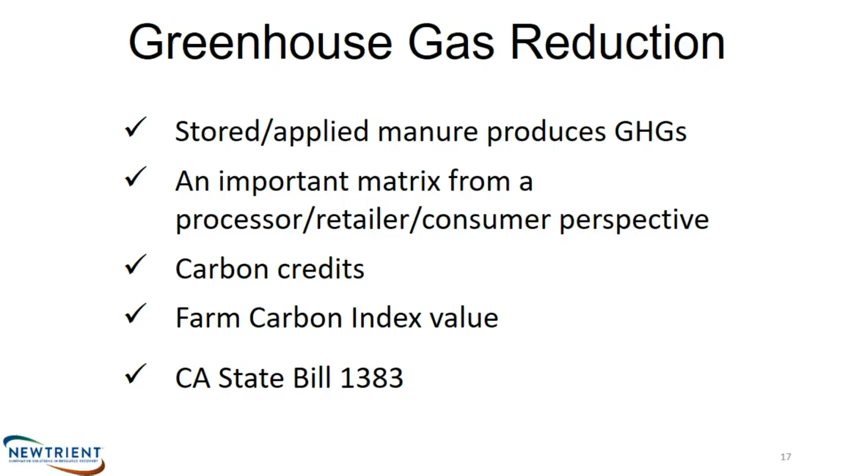 Greenhouse Gas Reduction
✓ Stored/applied manure produces GHGs
✓ An important matrix from a
processor/retailer/consumer perspective
✓ Carbon credits
✓ Farm Carbon Index value
✓ CA State Bill 1383
NEWTRIENT
17